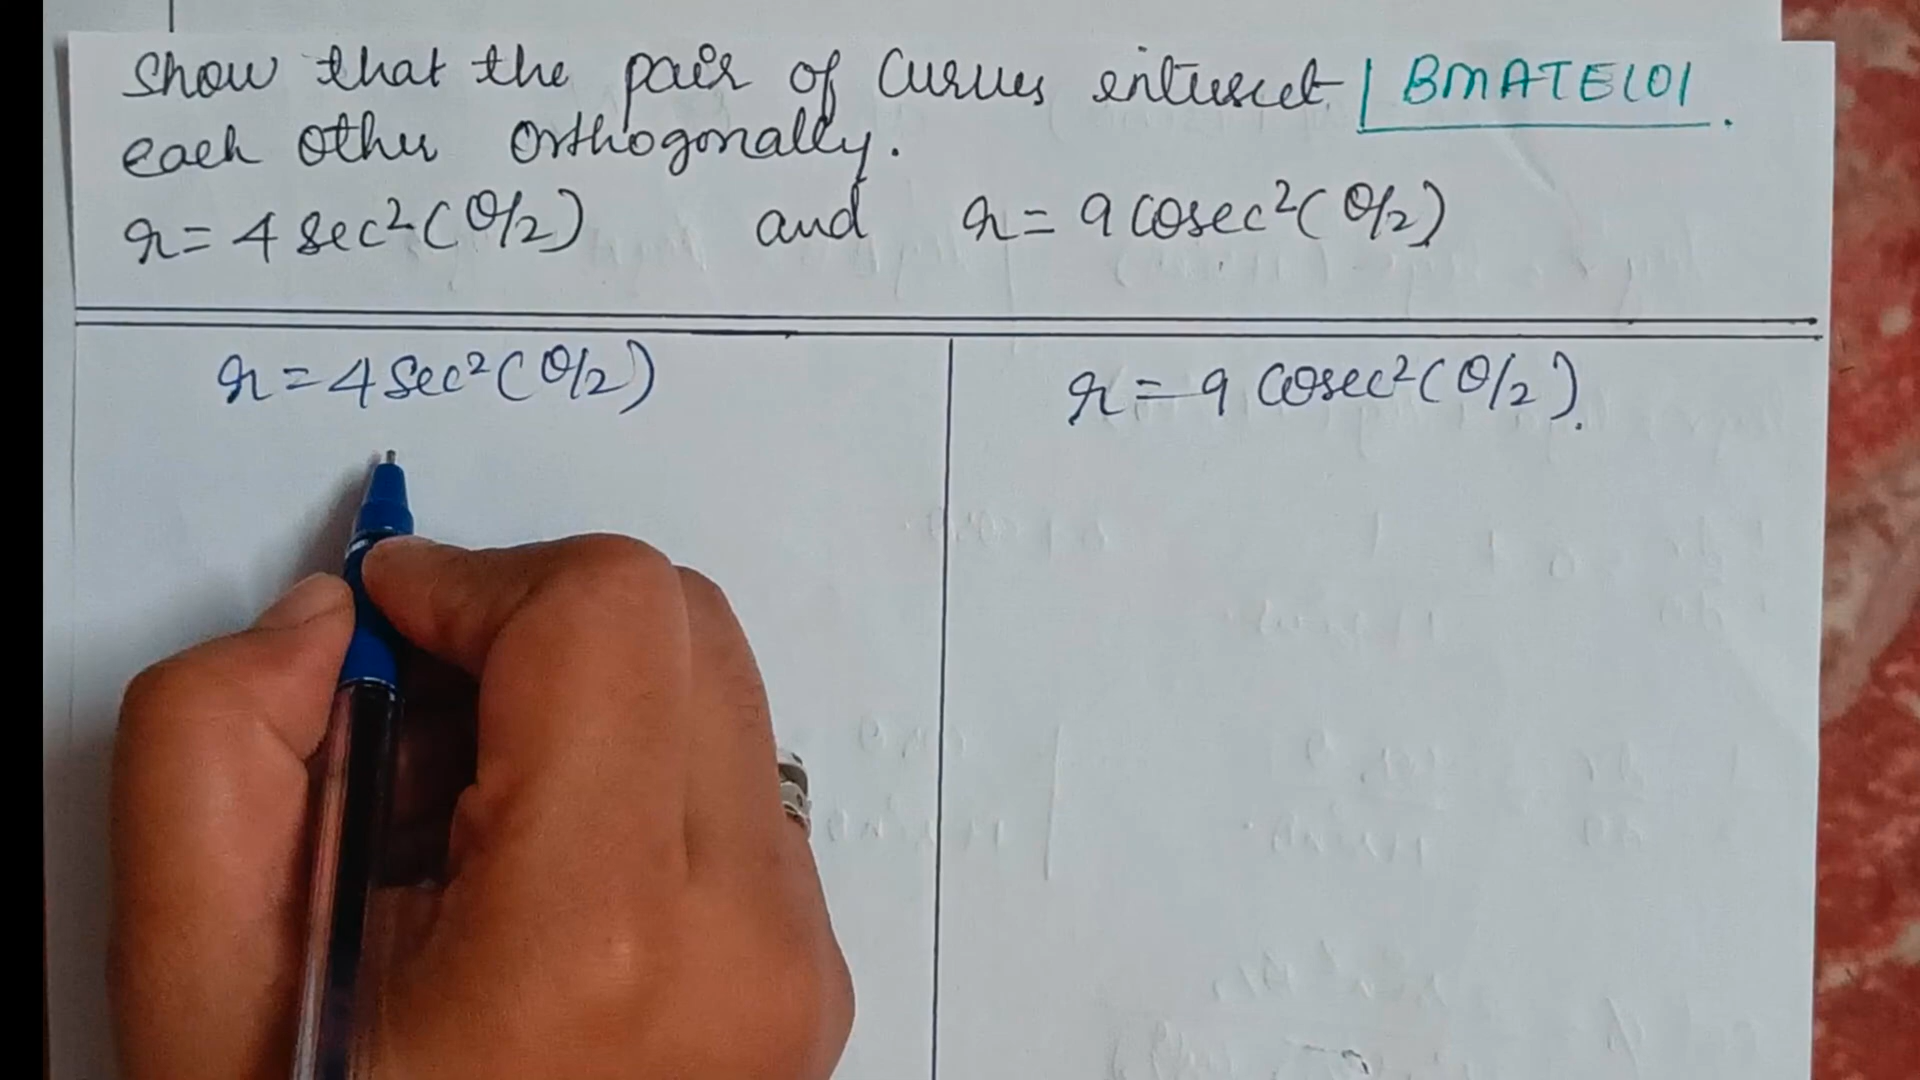 Show that the pair of Curves intersect | BMATE101
each other Orthogonally.
r = 4 Sec²(θ/2) and r = 9 cosec²(θ/2)
r = 4 Sec²(θ/2)
r = 9 Cosec²(θ/2).